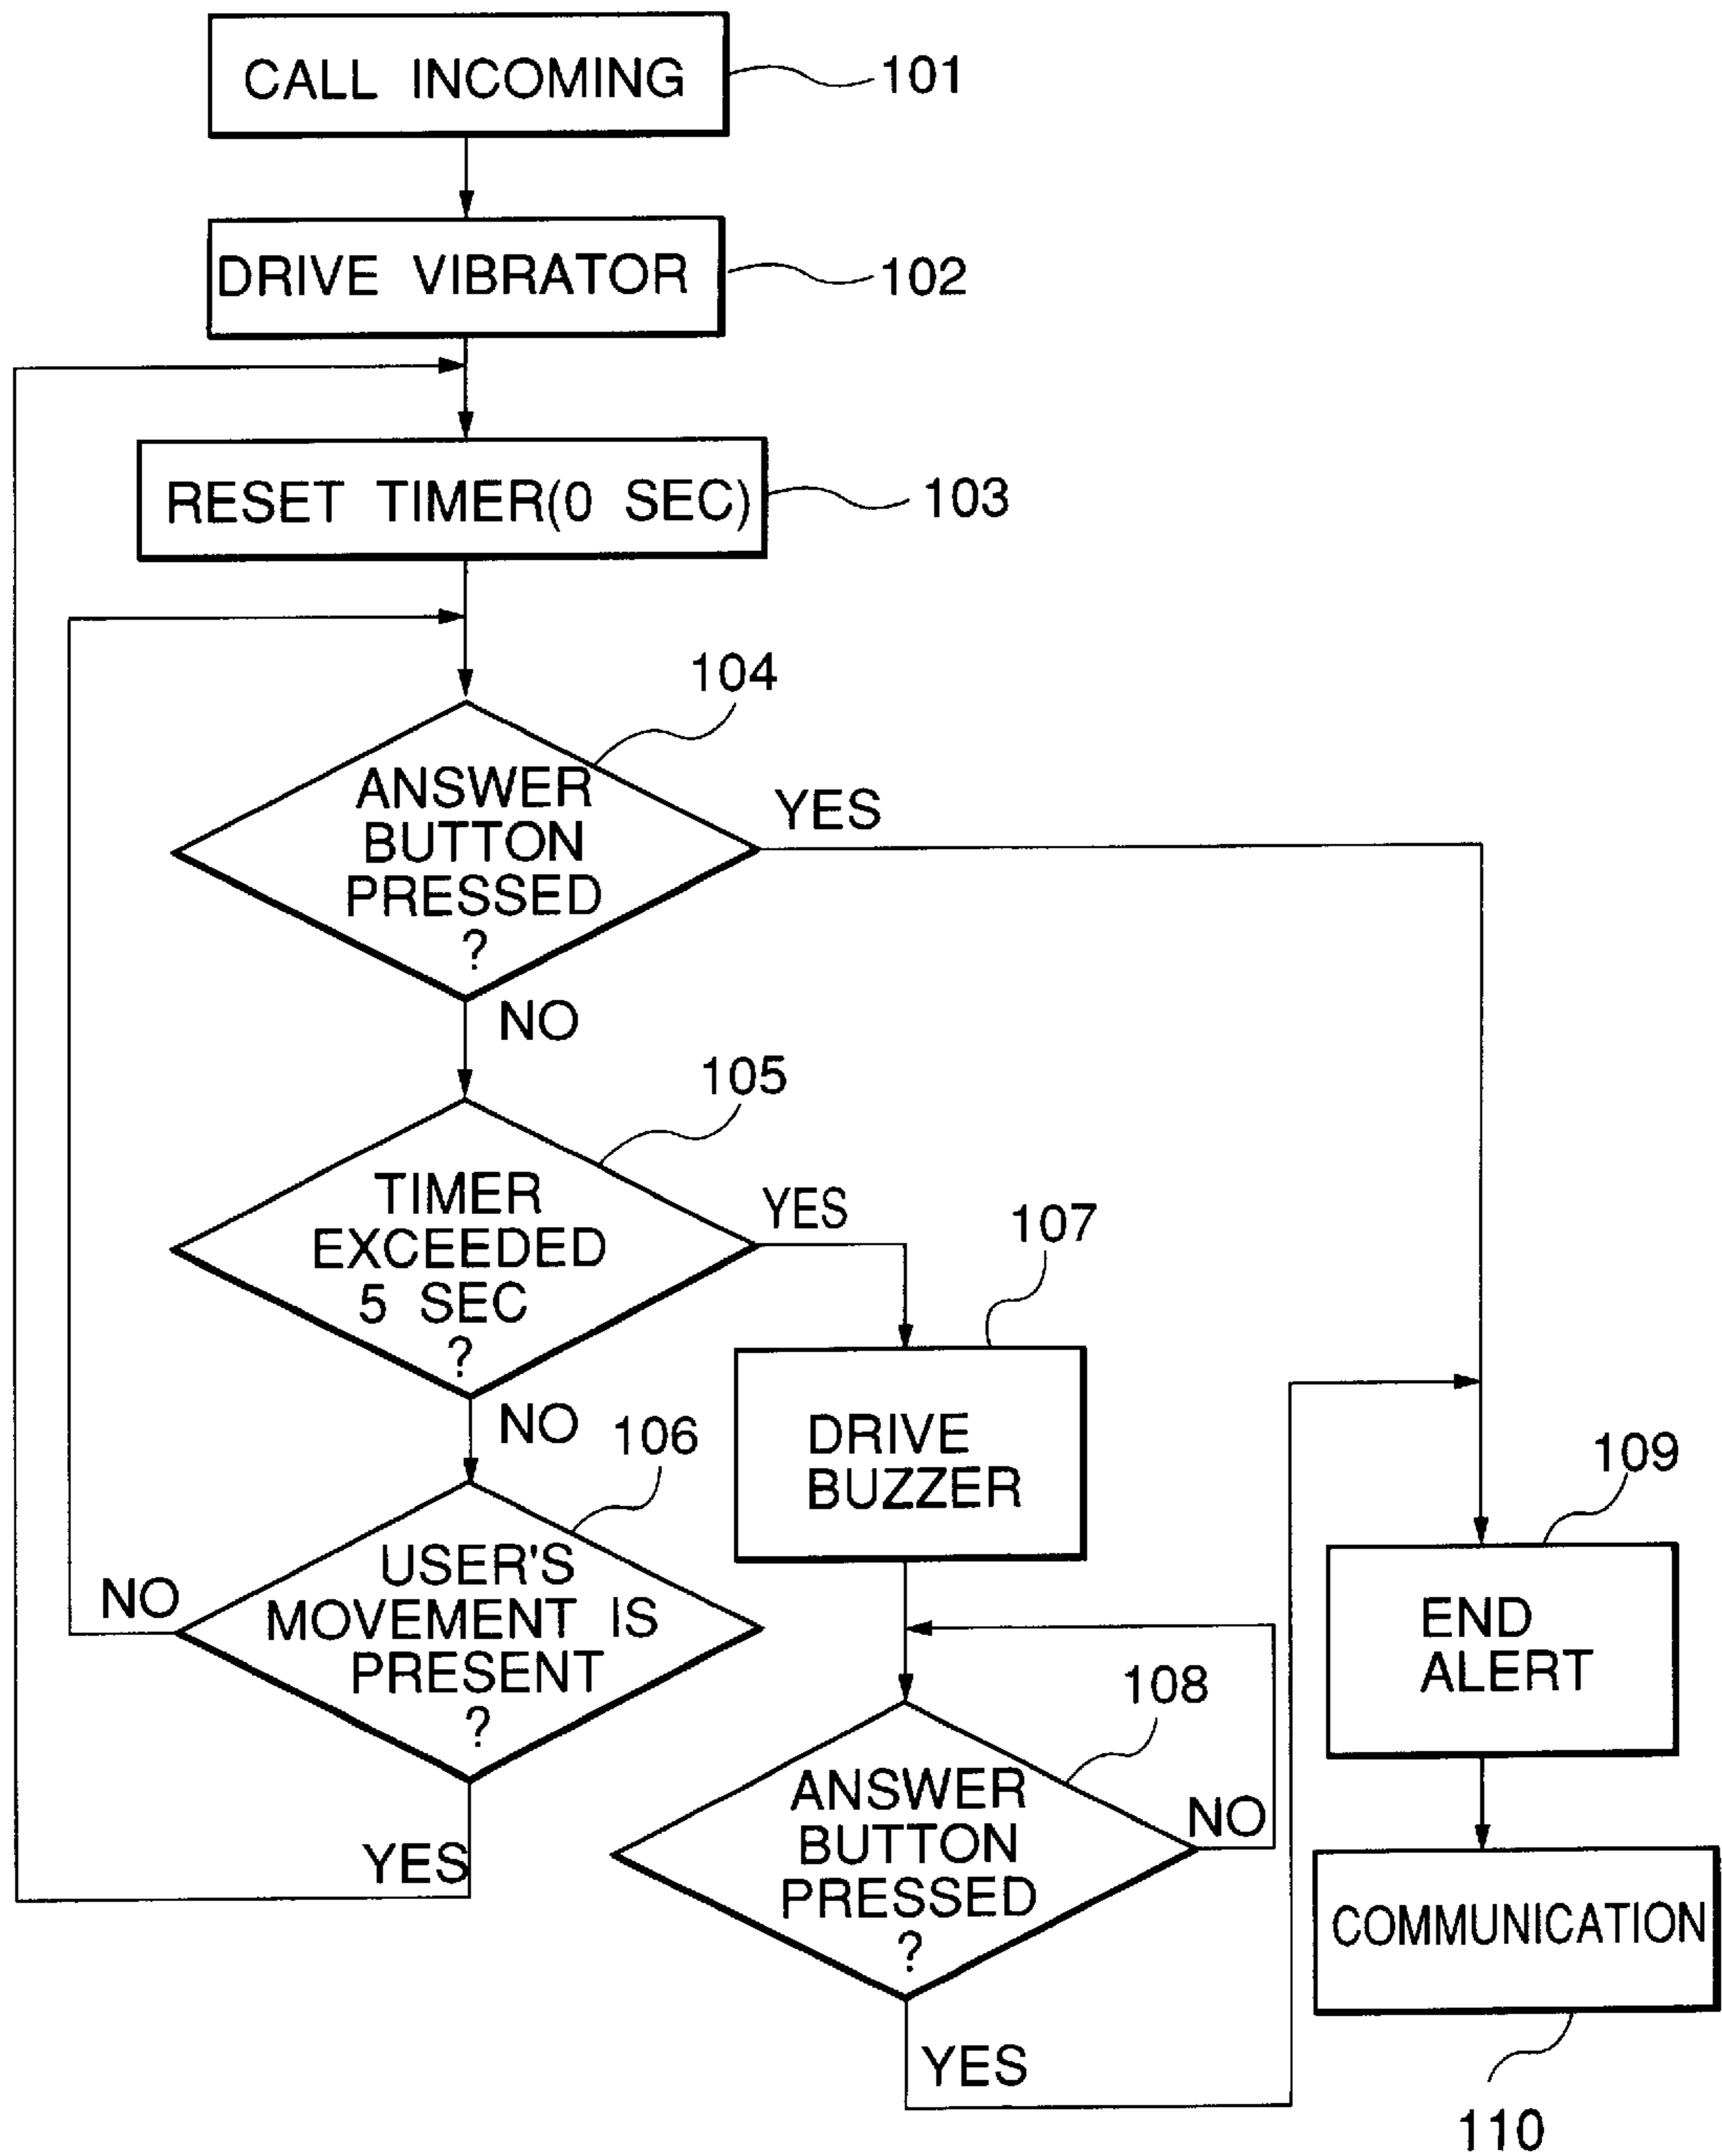 CALL INCOMING
101
DRIVE VIBRATOR
102
RESET TIMER(0 SEC)
103
104
ANSWER
BUTTON
PRESSED
?
YES
NO
105
TIMER
EXCEEDED
5 SEC
?
YES
NO
107
DRIVE
BUZZER
106
USER'S
MOVEMENT IS
PRESENT
?
NO
YES
108
ANSWER
BUTTON
PRESSED
?
NO
YES
109
END
ALERT
COMMUNICATION
110